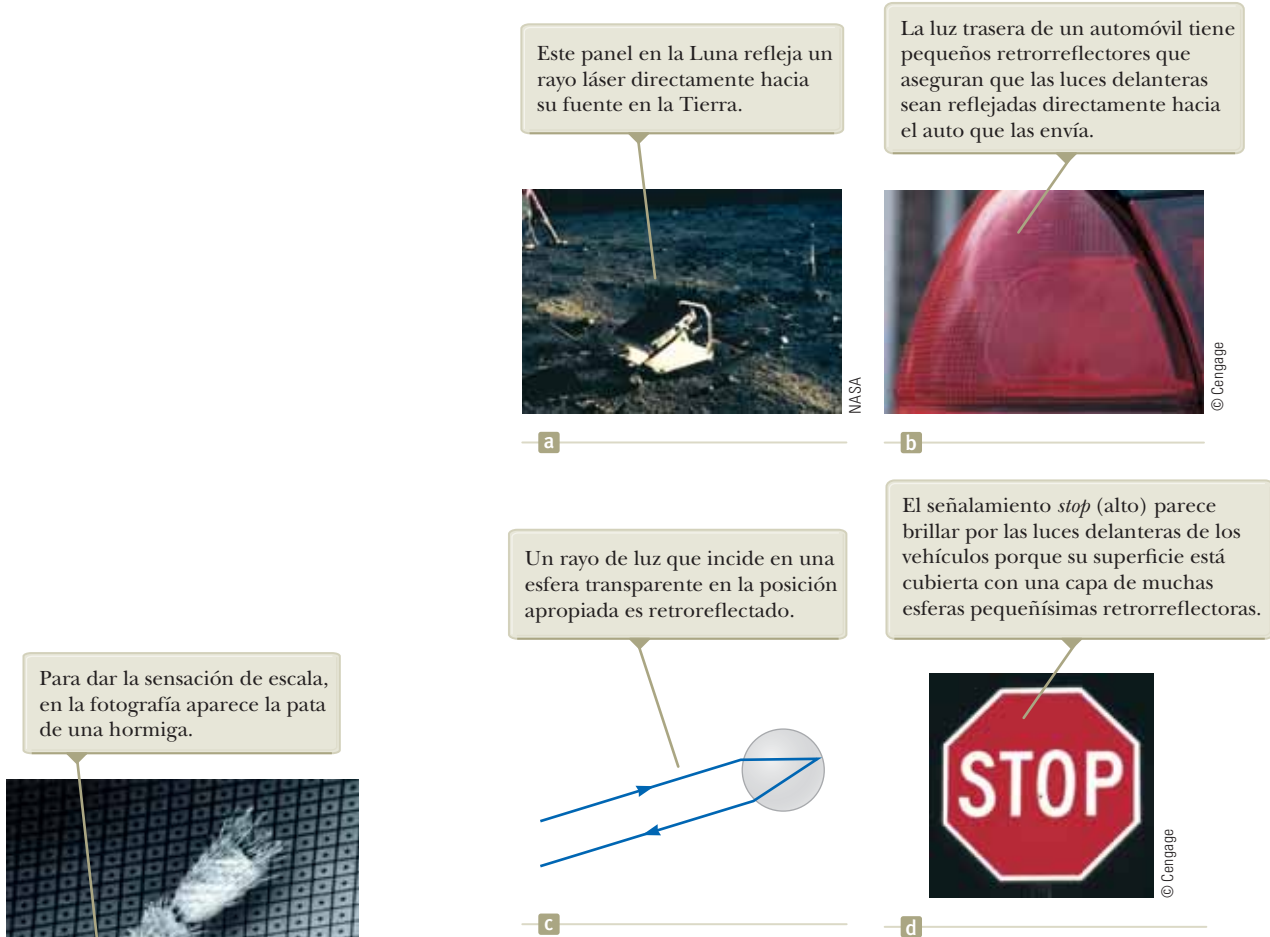 Este panel en la Luna refleja un
rayo láser directamente hacia
su fuente en la Tierra.
La luz trasera de un automóvil tiene
pequeños retrorreflectores que
aseguran que las luces delanteras
sean reflejadas directamente hacia
el auto que las envía.
NASA
© Cengage
a
b
Un rayo de luz que incide en una
esfera transparente en la posición
apropiada es retroreflectado.
El señalamiento stop (alto) parece
brillar por las luces delanteras de los
vehículos porque su superficie está
cubierta con una capa de muchas
esferas pequeñísimas retrorreflectoras.
Para dar la sensación de escala,
en la fotografía aparece la pata
de una hormiga.
STOP
© Cengage
c
d